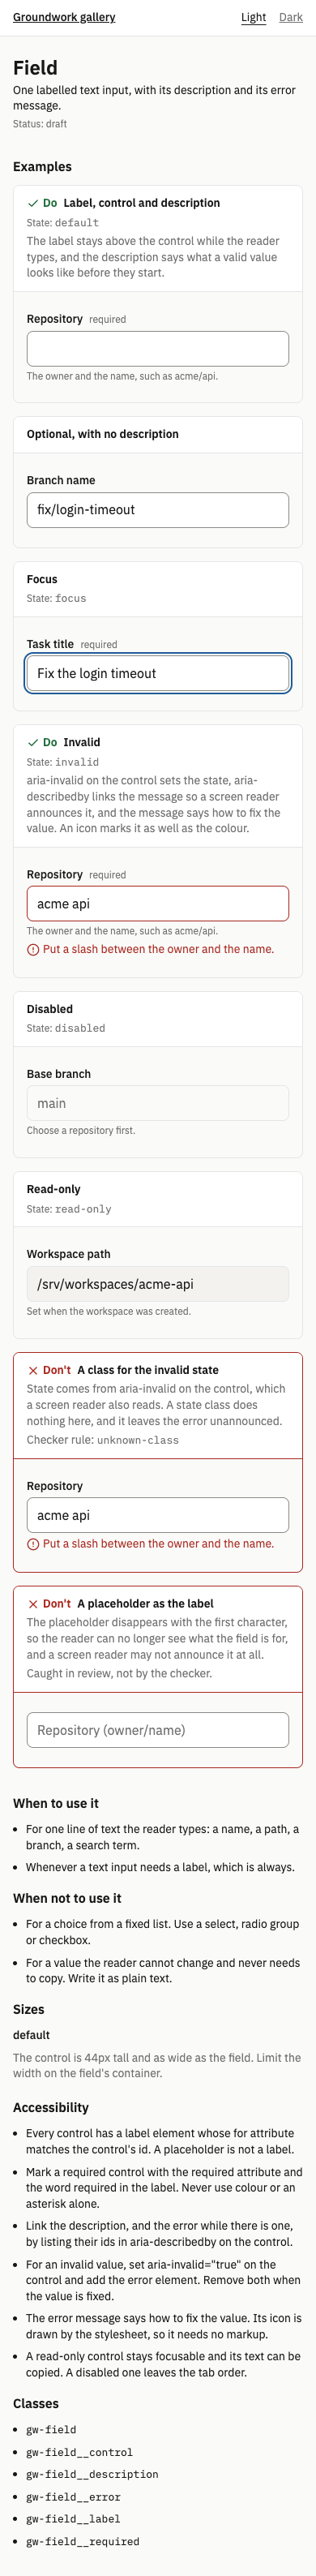 Groundwork gallery
Light Dark
Field
One labelled text input, with its description and its error
message.
Status: draft
Examples
Do Label, control and description
State: default
The label stays above the control while the reader
types, and the description says what a valid value
looks like before they start.
Repository required
The owner and the name, such as acme/api.
Optional, with no description
Branch name
fix/login-timeout
Focus
State: focus
Task title required
Fix the login timeout
Do Invalid
State: invalid
aria-invalid on the control sets the state, aria-
describedby links the message so a screen reader
announces it, and the message says how to fix the
value. An icon marks it as well as the colour.
Repository required
acme api
The owner and the name, such as acme/api.
Put a slash between the owner and the name.
Disabled
State: disabled
Base branch
main
Choose a repository first.
Read-only
State: read-only
Workspace path
/srv/workspaces/acme-api
Set when the workspace was created.
Don't A class for the invalid state
State comes from aria-invalid on the control, which
a screen reader also reads. A state class does
nothing here, and it leaves the error unannounced.
Checker rule: unknown-class
Repository
acme api
Put a slash between the owner and the name.
Don't A placeholder as the label
The placeholder disappears with the first character,
so the reader can no longer see what the field is for,
and a screen reader may not announce it at all.
Caught in review, not by the checker.
Repository (owner/name)
When to use it
• For one line of text the reader types: a name, a path, a
branch, a search term.
• Whenever a text input needs a label, which is always.
When not to use it
• For a choice from a fixed list. Use a select, radio group
or checkbox.
• For a value the reader cannot change and never needs
to copy. Write it as plain text.
Sizes
default
The control is 44px tall and as wide as the field. Limit the
width on the field's container.
Accessibility
• Every control has a label element whose for attribute
matches the control's id. A placeholder is not a label.
• Mark a required control with the required attribute and
the word required in the label. Never use colour or an
asterisk alone.
• Link the description, and the error while there is one,
by listing their ids in aria-describedby on the control.
• For an invalid value, set aria-invalid="true" on the
control and add the error element. Remove both when
the value is fixed.
• The error message says how to fix the value. Its icon is
drawn by the stylesheet, so it needs no markup.
• A read-only control stays focusable and its text can be
copied. A disabled one leaves the tab order.
Classes
• gw-field
• gw-field__control
• gw-field__description
• gw-field__error
• gw-field__label
• gw-field__required